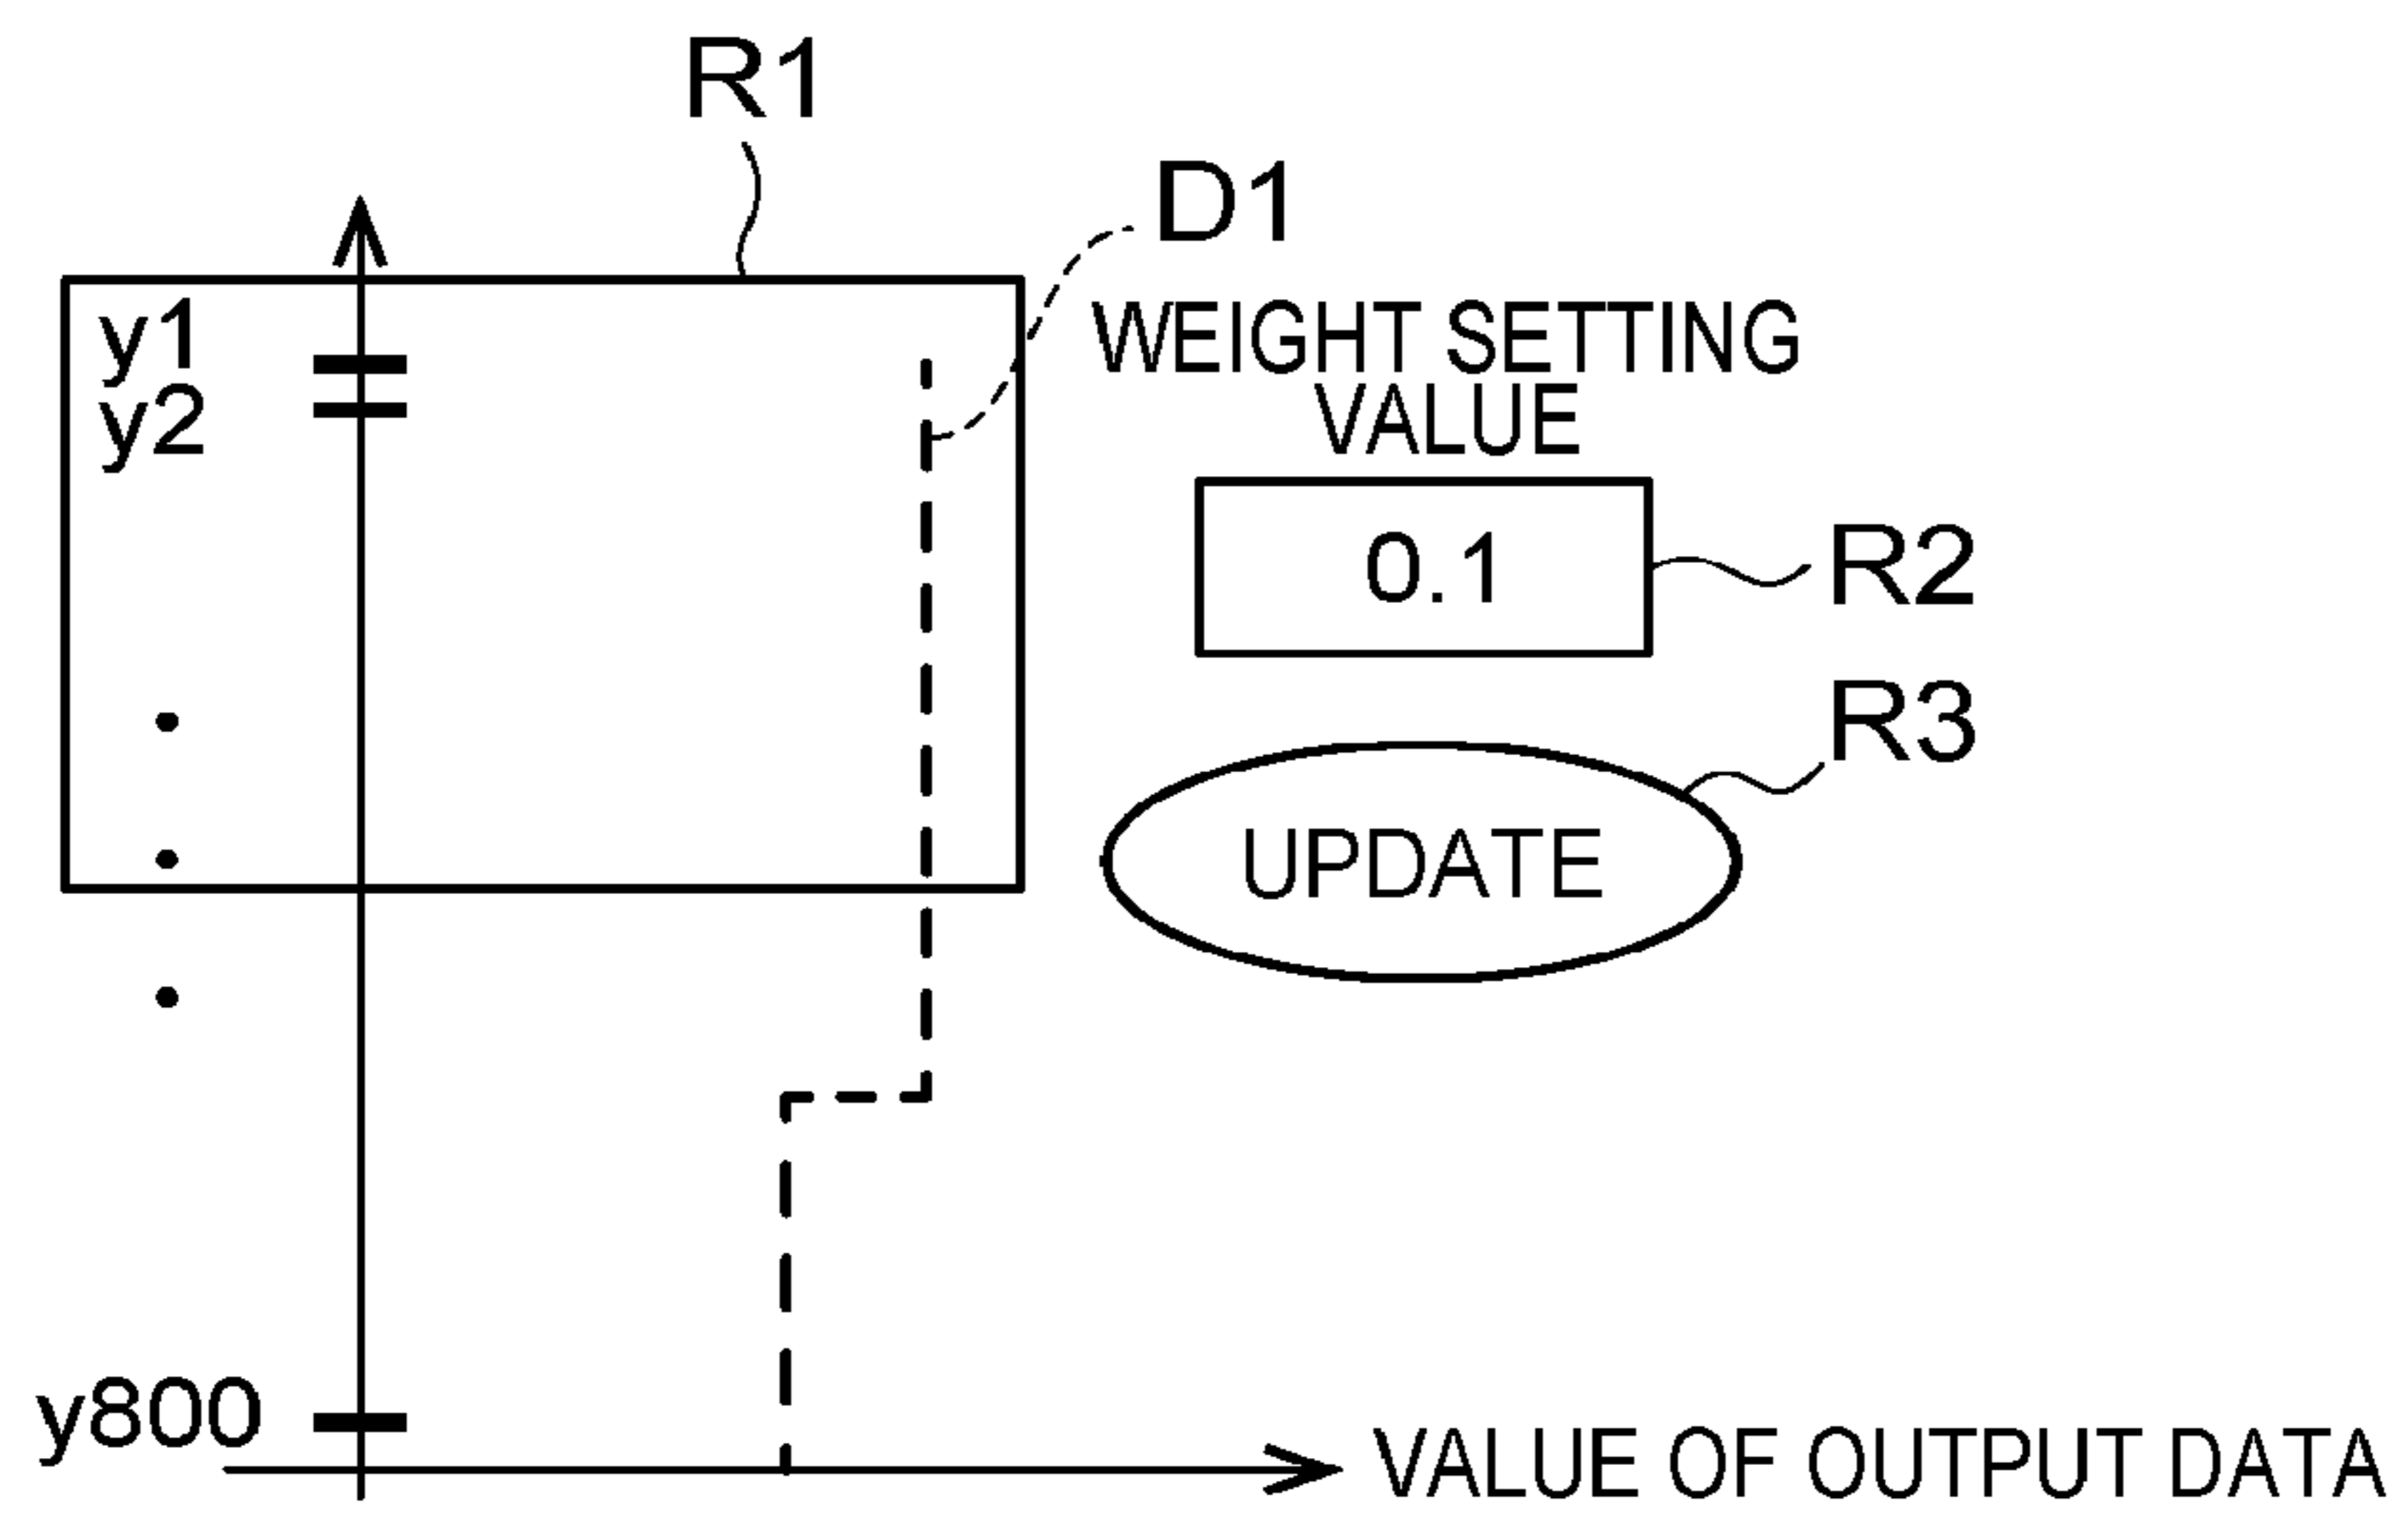 R1
D1
y1
y2
WEIGHT SETTING
VALUE
0.1
R2
R3
UPDATE
y800
VALUE OF OUTPUT DATA